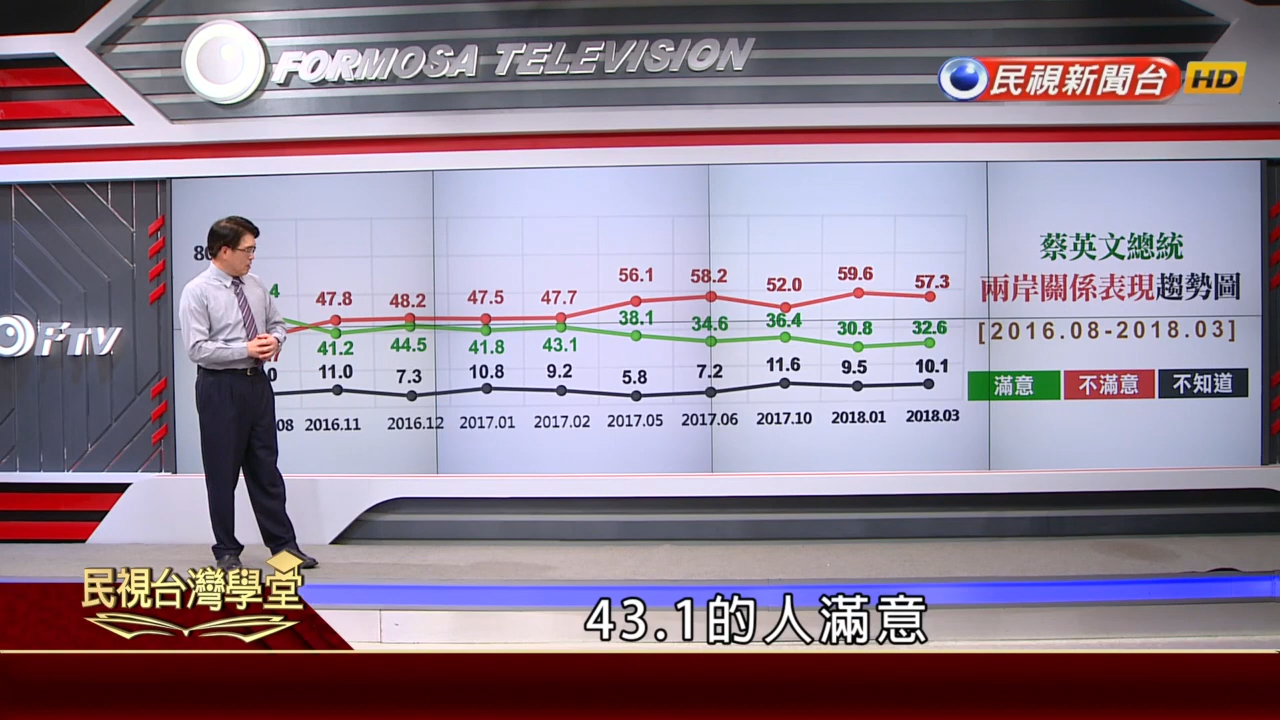 FORMOSA TELEVISION
民視新聞台 HD
FTV
蔡英文總統
兩岸關係表現趨勢圖
[2016.08-2018.03]
滿意 不滿意 不知道
80
47.8 48.2 47.5 47.7 56.1 58.2 52.0 59.6 57.3
41.2 44.5 41.8 43.1 38.1 34.6 36.4 30.8 32.6
11.0 7.3 10.8 9.2 5.8 7.2 11.6 9.5 10.1
08 2016.11 2016.12 2017.01 2017.02 2017.05 2017.06 2017.10 2018.01 2018.03
民視台灣學堂
43.1的人滿意